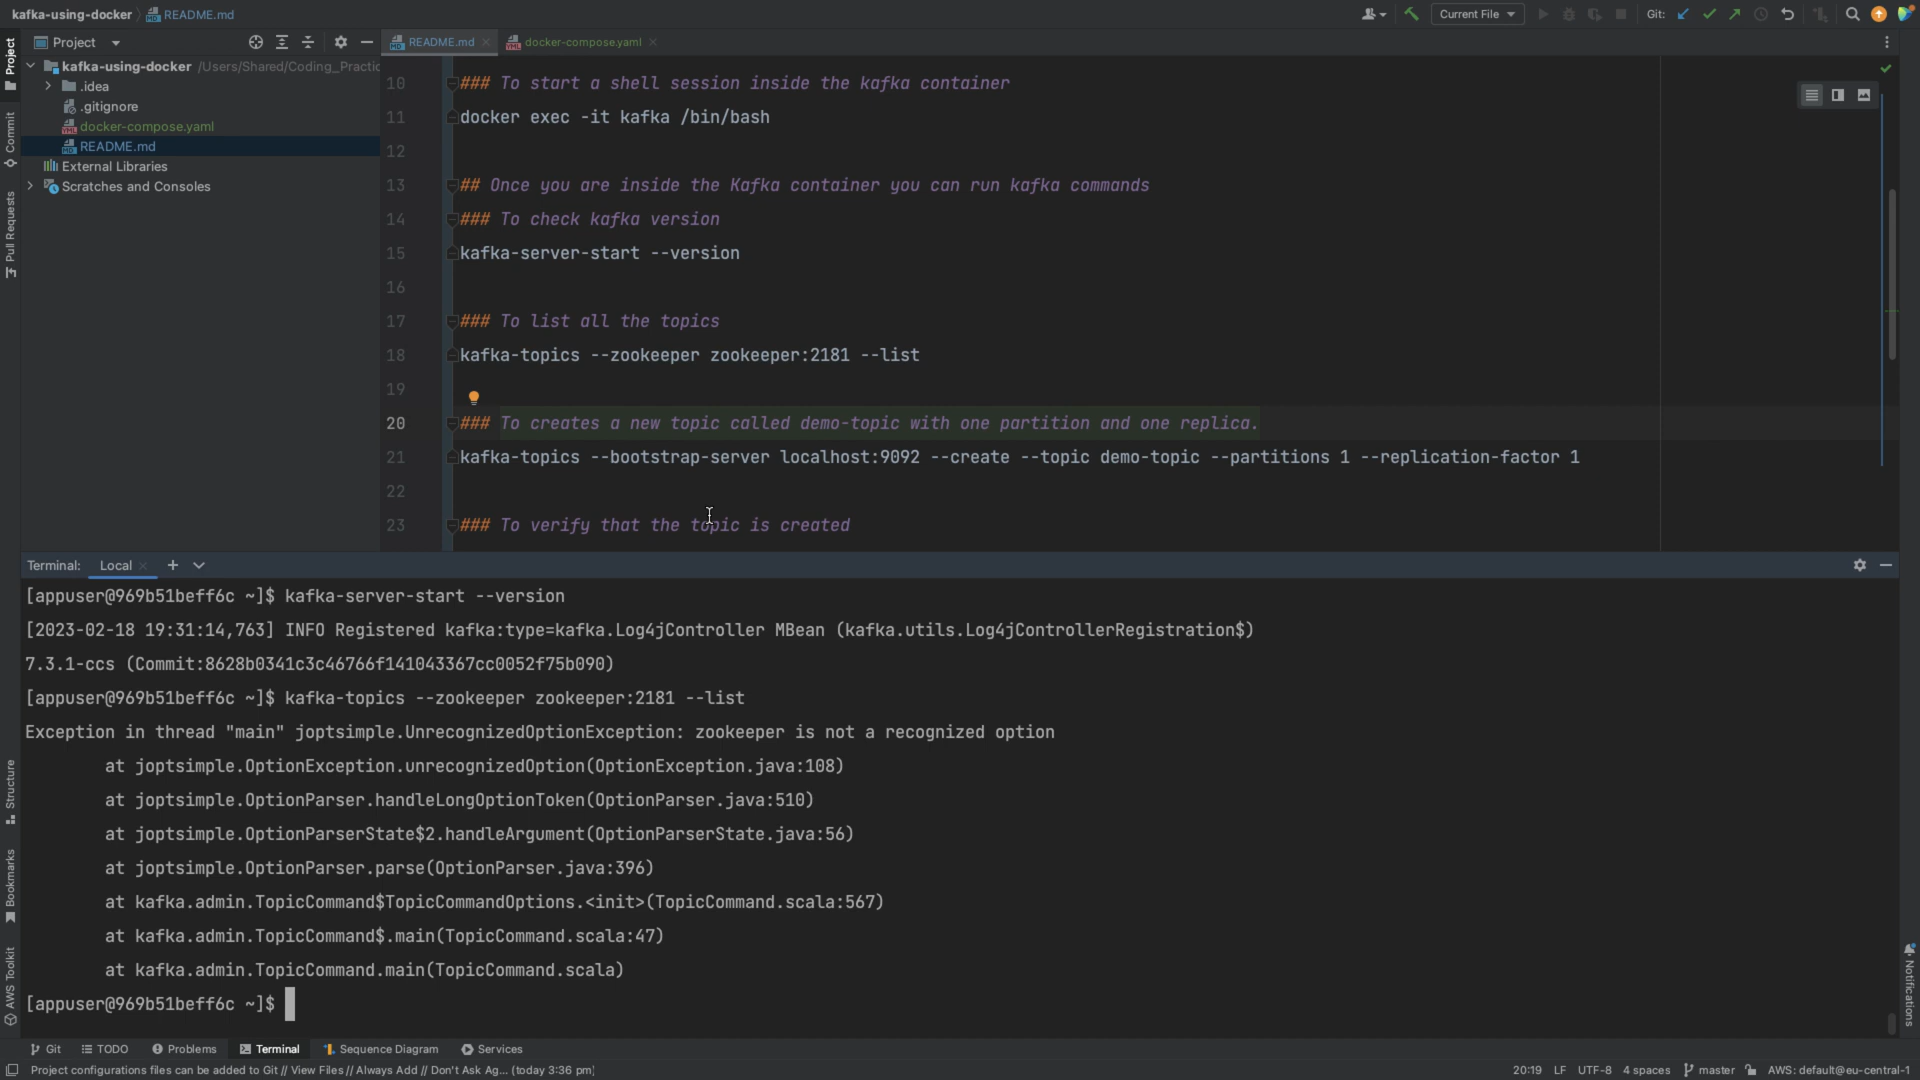 kafka-using-docker
README.md
Current File
Git:
Project
README.md
docker-compose.yaml
Project
Commit
Pull Requests
kafka-using-docker /Users/Shared/Coding_Practic
.idea
.gitignore
docker-compose.yaml
README.md
External Libraries
Scratches and Consoles
10 ### To start a shell session inside the kafka container
11 docker exec -it kafka /bin/bash
12
13 ## Once you are inside the Kafka container you can run kafka commands
14 ### To check kafka version
15 kafka-server-start --version
16
17 ### To list all the topics
18 kafka-topics --zookeeper zookeeper:2181 --list
19
20 ### To creates a new topic called demo-topic with one partition and one replica.
21 kafka-topics --bootstrap-server localhost:9092 --create --topic demo-topic --partitions 1 --replication-factor 1
22
23 ### To verify that the topic is created
Terminal: Local
[appuser@969b51beff6c ~]$ kafka-server-start --version
[2023-02-18 19:31:14,763] INFO Registered kafka:type=kafka.Log4jController MBean (kafka.utils.Log4jControllerRegistration$)
7.3.1-ccs (Commit:8628b0341c3c46766f141043367cc0052f75b090)
[appuser@969b51beff6c ~]$ kafka-topics --zookeeper zookeeper:2181 --list
Exception in thread "main" joptsimple.UnrecognizedOptionException: zookeeper is not a recognized option
at joptsimple.OptionException.unrecognizedOption(OptionException.java:108)
at joptsimple.OptionParser.handleLongOptionToken(OptionParser.java:510)
at joptsimple.OptionParserState$2.handleArgument(OptionParserState.java:56)
at joptsimple.OptionParser.parse(OptionParser.java:396)
at kafka.admin.TopicCommand$TopicCommandOptions.<init>(TopicCommand.scala:567)
at kafka.admin.TopicCommand$.main(TopicCommand.scala:47)
at kafka.admin.TopicCommand.main(TopicCommand.scala)
[appuser@969b51beff6c ~]$
Structure
Bookmarks
AWS Toolkit
Notifications
Git
TODO
Problems
Terminal
Sequence Diagram
Services
Project configurations files can be added to Git // View Files // Always Add // Don't Ask Ag... (today 3:36 pm)
20:19 LF UTF-8 4 spaces master AWS: default@eu-central-1